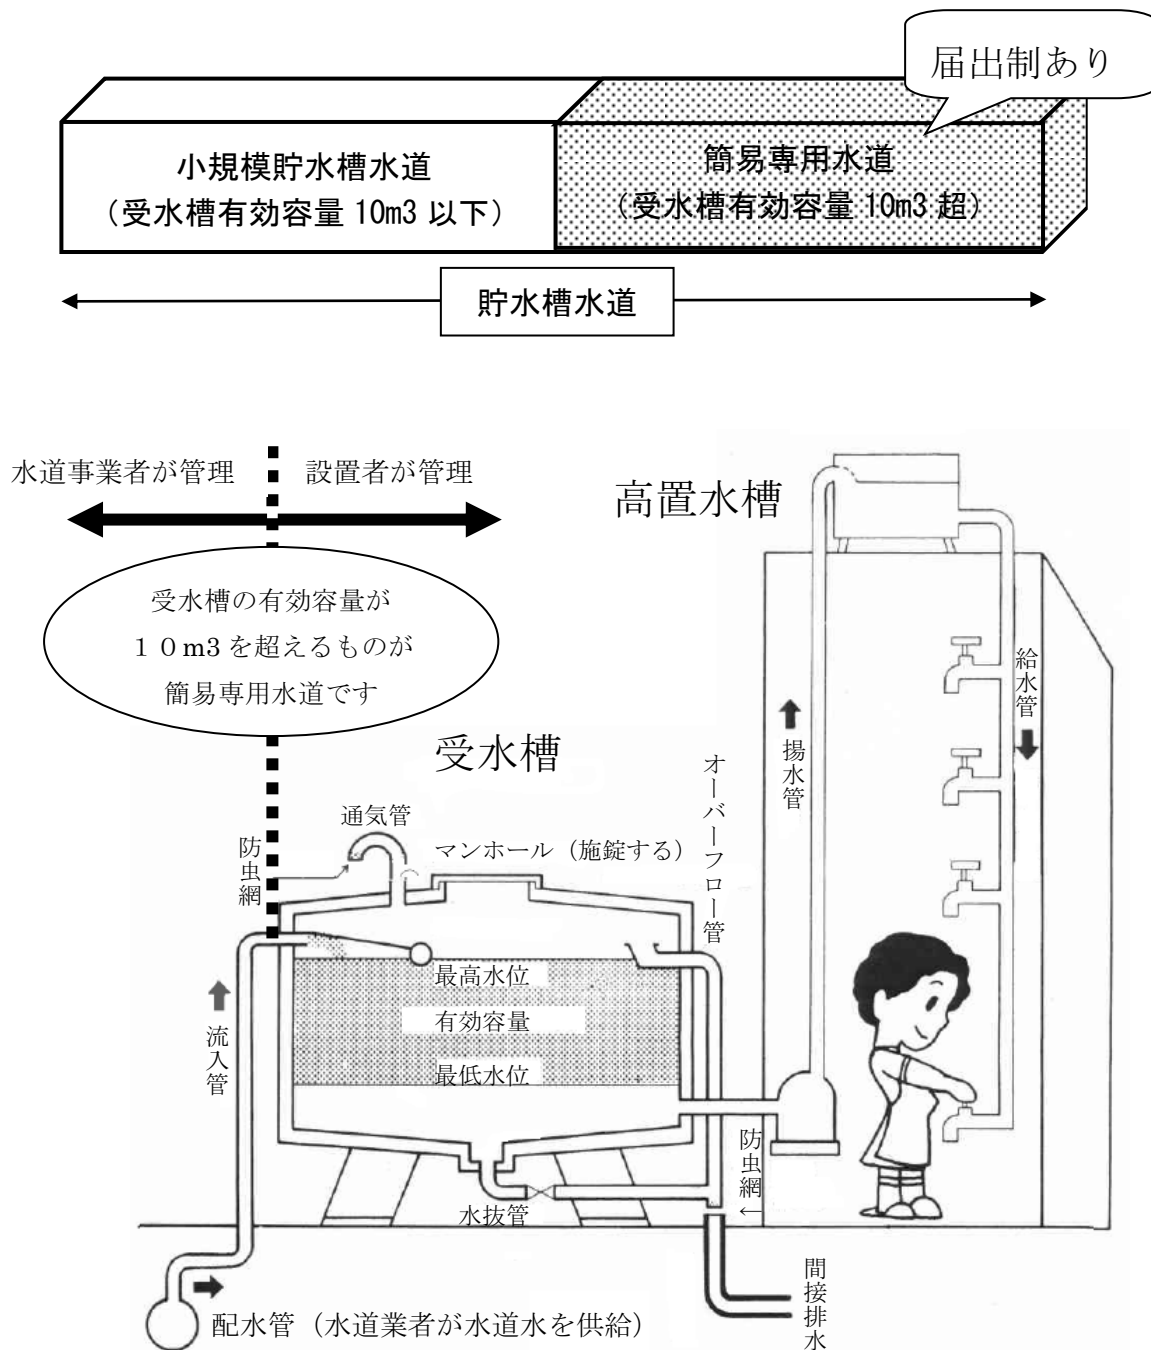 届出制あり
小規模貯水槽水道
（受水槽有効容量 10m3 以下）
簡易専用水道
（受水槽有効容量 10m3 超）
貯水槽水道
水道事業者が管理
設置者が管理
高置水槽
受水槽の有効容量が
１０m3 を超えるものが
簡易専用水道です
受水槽
通気管
マンホール（施錠する）
防虫網
オーバーフロー管
揚水管
給水管
最高水位
有効容量
最低水位
流入管
防虫網←
水抜管
間接排水
配水管（水道業者が水道水を供給）